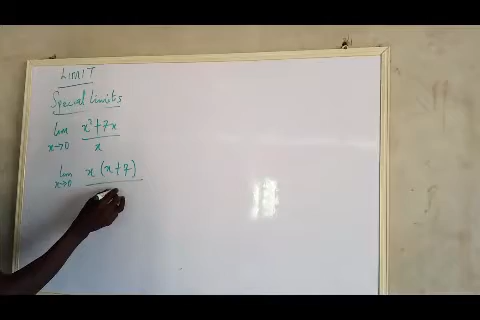 LIMIT
Special Limits
lim x→0 x²+7x / x
lim x→0 x(x+7) /